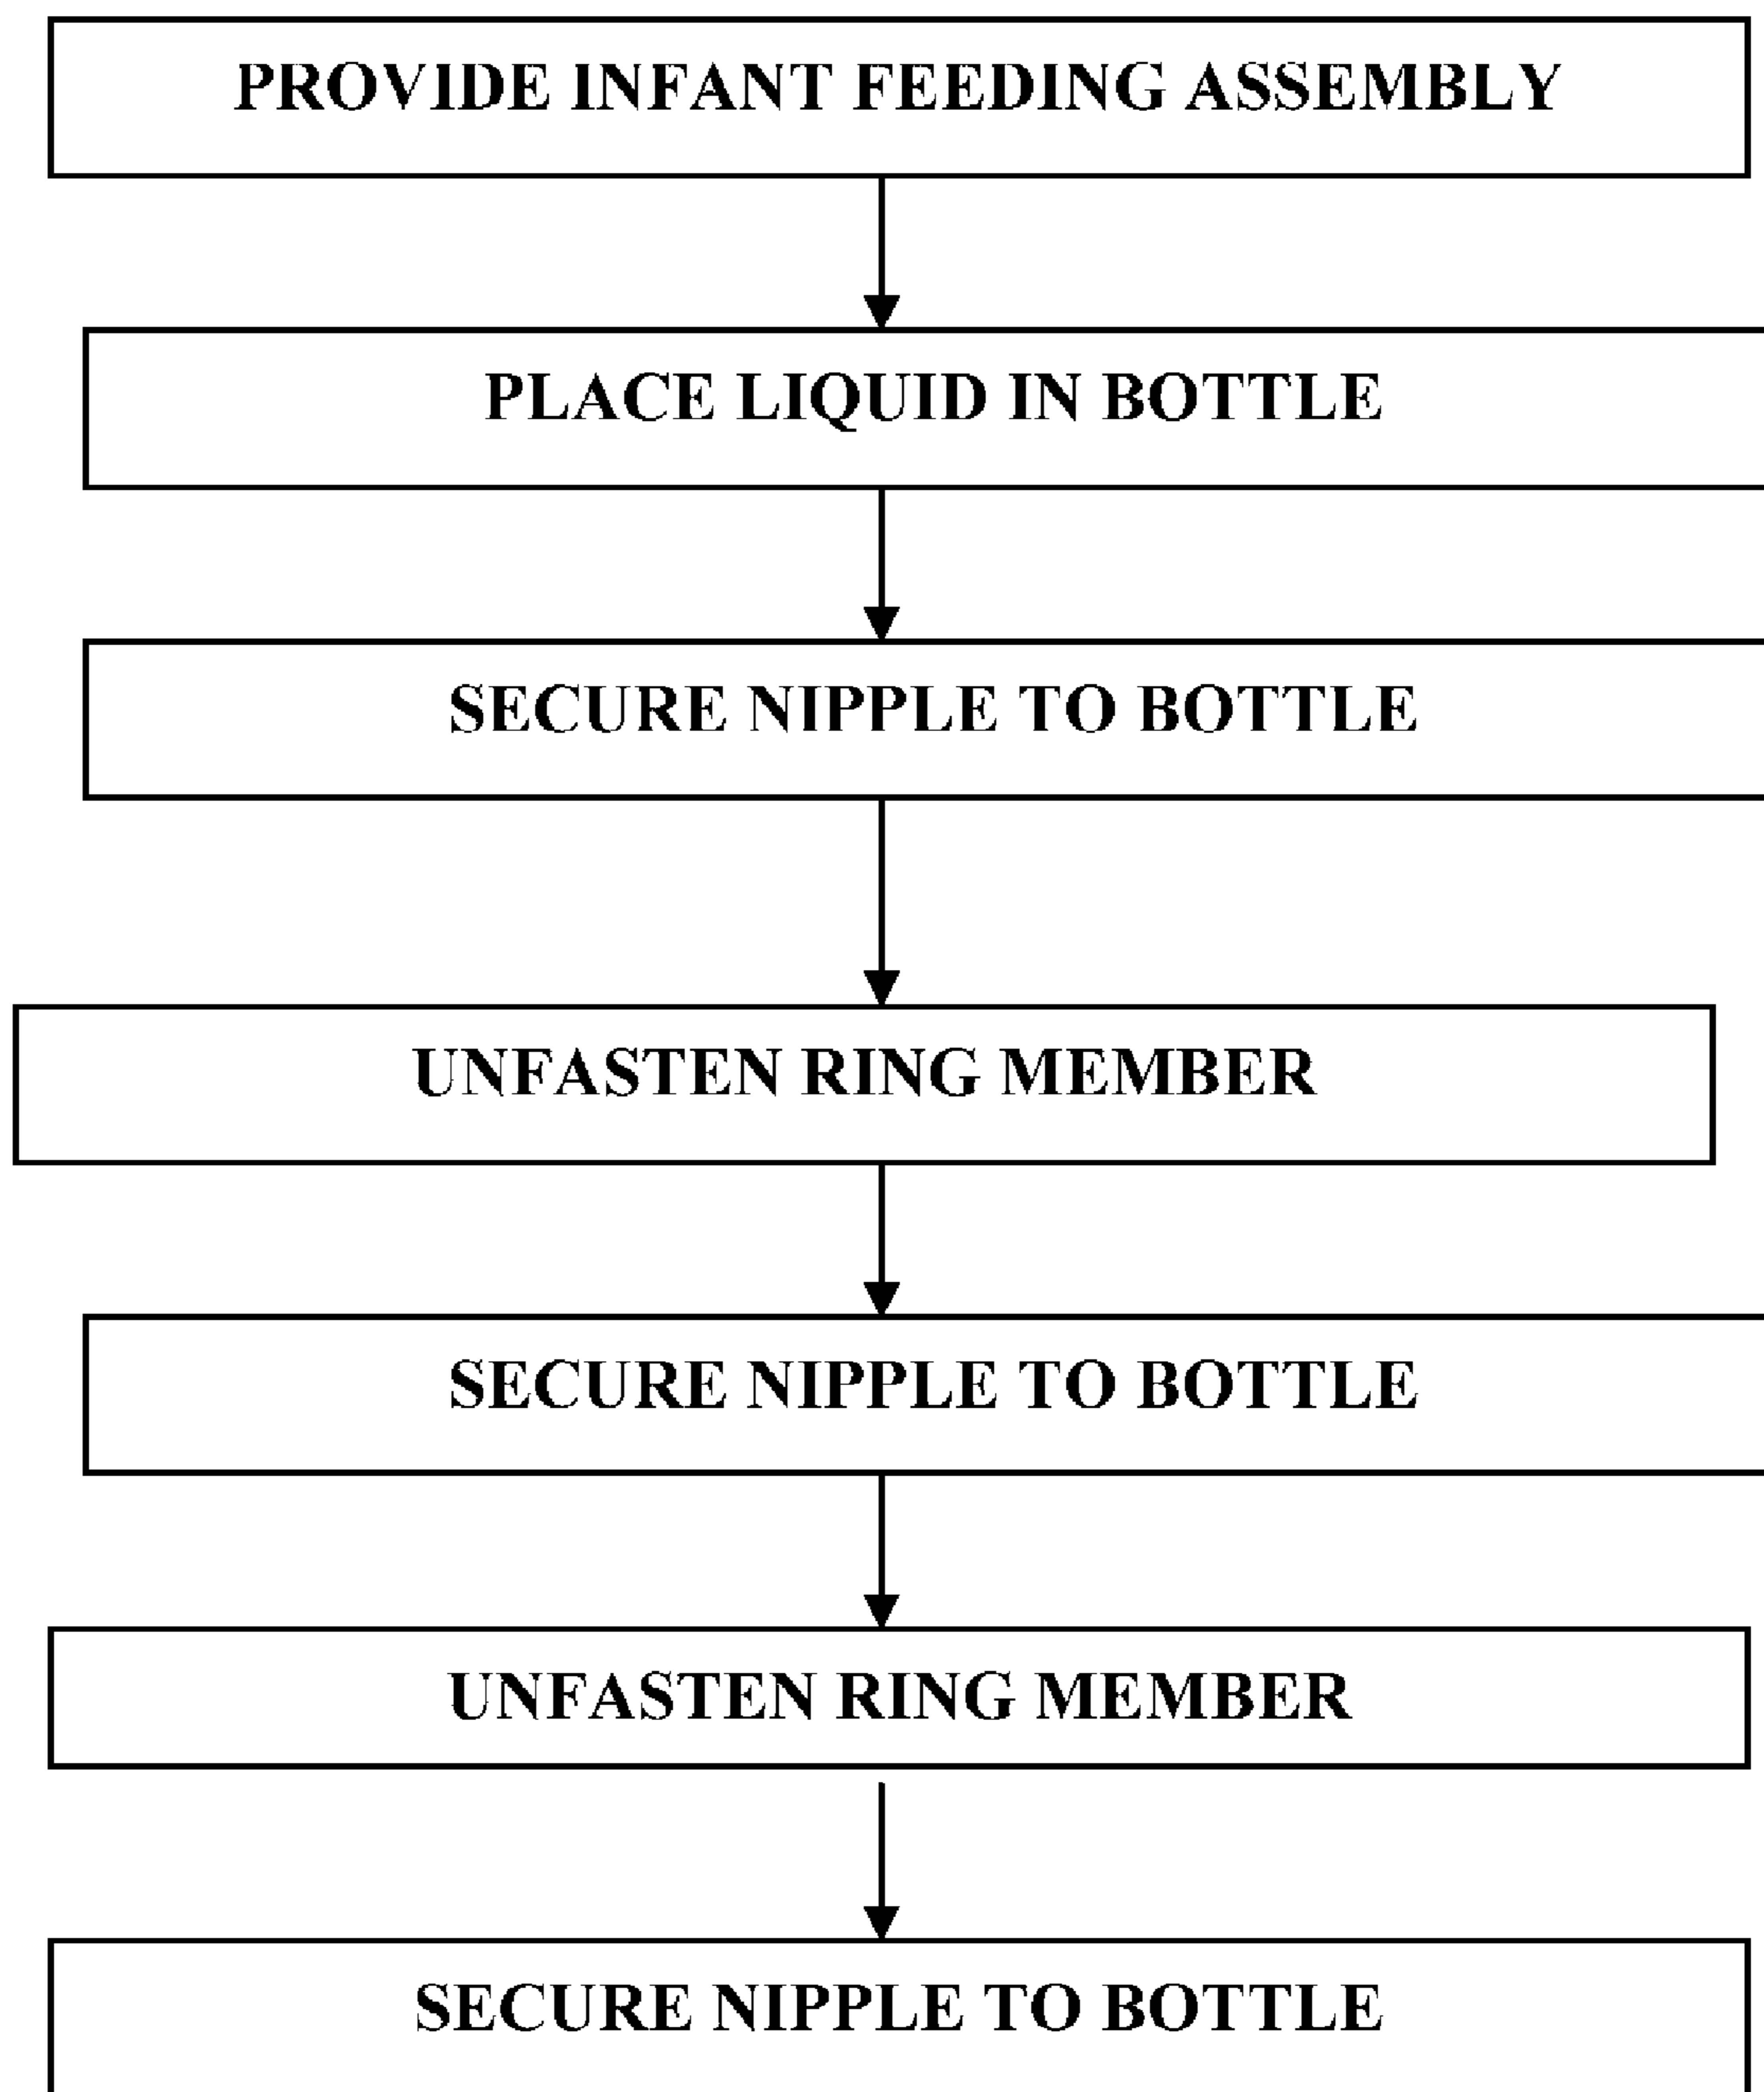 PROVIDE INFANT FEEDING ASSEMBLY
PLACE LIQUID IN BOTTLE
SECURE NIPPLE TO BOTTLE
UNFASTEN RING MEMBER
SECURE NIPPLE TO BOTTLE
UNFASTEN RING MEMBER
SECURE NIPPLE TO BOTTLE